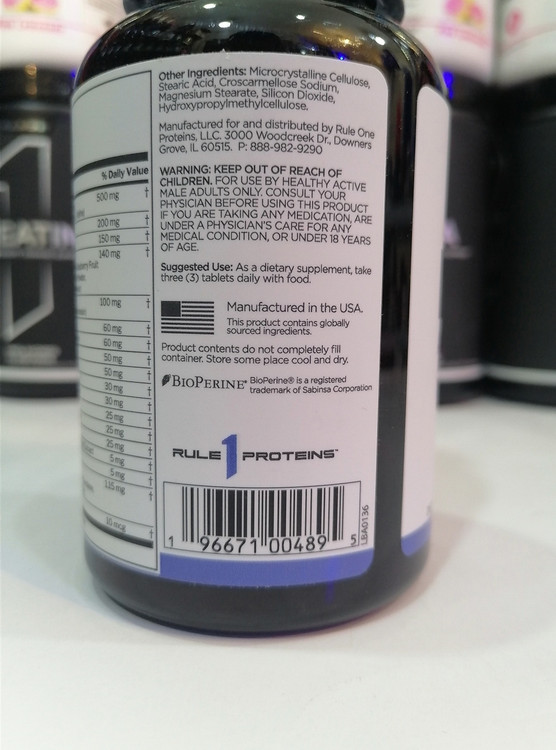 Other Ingredients: Microcrystalline Cellulose,
Stearic Acid, Croscarmellose Sodium,
Magnesium Stearate, Silicon Dioxide,
Hydroxypropylmethylcellulose.
Manufactured for and distributed by Rule One
Proteins, LLC. 3000 Woodcreek Dr., Downers
Grove, IL 60515. P: 888-982-9290
WARNING: KEEP OUT OF REACH OF
CHILDREN. FOR USE BY HEALTHY ACTIVE
MALE ADULTS ONLY. CONSULT YOUR
PHYSICIAN BEFORE USING THIS PRODUCT
IF YOU ARE TAKING ANY MEDICATION, ARE
UNDER A PHYSICIAN'S CARE FOR ANY
MEDICAL CONDITION, OR UNDER 18 YEARS
OF AGE.
Suggested Use: As a dietary supplement, take
three (3) tablets daily with food.
Manufactured in the USA.
This product contains globally
sourced ingredients.
Product contents do not completely fill
container. Store some place cool and dry.
BIOPERINE® BioPerine® is a registered
trademark of Sabinsa Corporation
RULE 1 PROTEINS™
1 96671 00489 5
LBA0136
% Daily Value
500 mg †
200 mg †
150 mg †
140 mg †
Fruit
100 mg †
60 mg †
60 mg †
50 mg †
50 mg †
30 mg †
30 mg †
25 mg †
25 mg †
25 mg †
5 mg †
5 mg †
1.15 mg †
10 mcg †
EATIN